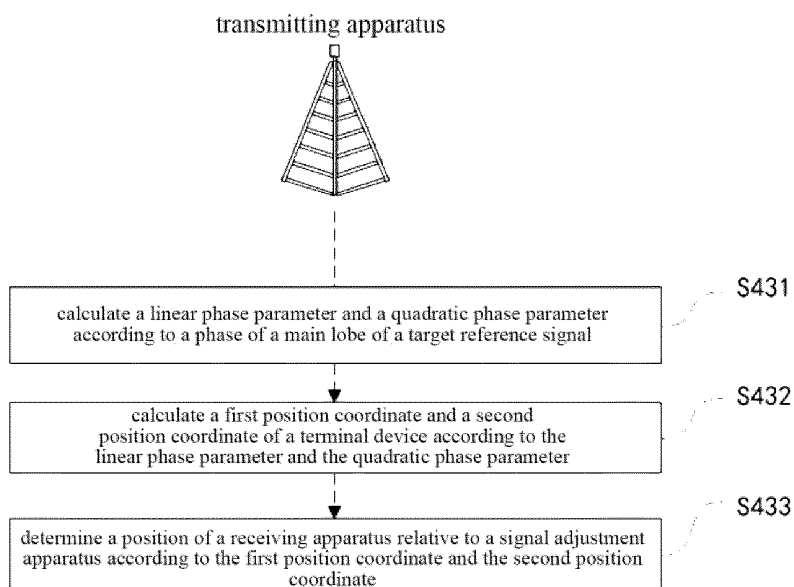 transmitting apparatus
S431
calculate a linear phase parameter and a quadratic phase parameter
according to a phase of a main lobe of a target reference signal
S432
calculate a first position coordinate and a second
position coordinate of a terminal device according to the
linear phase parameter and the quadratic phase parameter
S433
determine a position of a receiving apparatus relative to a signal adjustment
apparatus according to the first position coordinate and the second position
coordinate